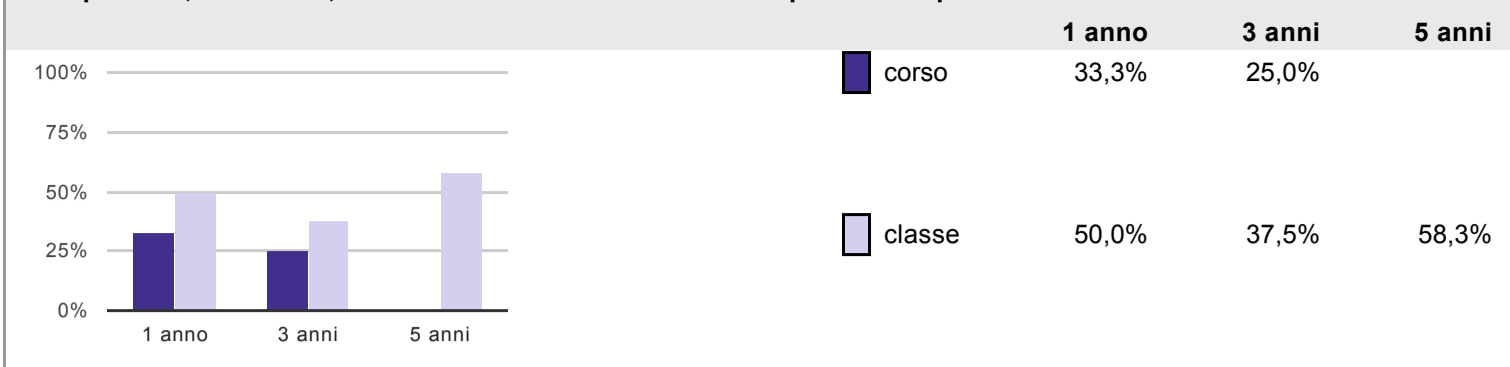 1 anno 3 anni 5 anni
100%
75%
50%
25%
0%
1 anno 3 anni 5 anni
corso 33,3% 25,0%
classe 50,0% 37,5% 58,3%